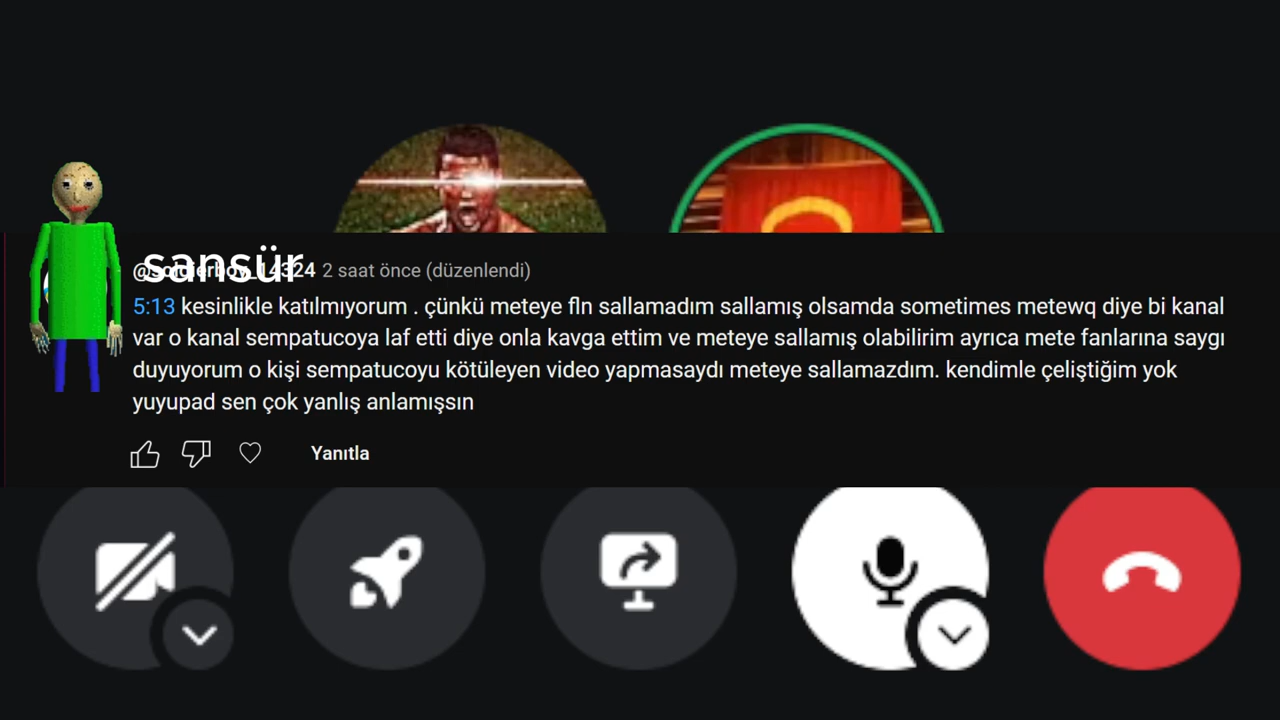 sansür
@soldierboy_14324 2 saat önce (düzenlendi)
5:13 kesinlikle katılmıyorum . çünkü meteye fln sallamadım sallamış olsamda sometimes metewq diye bi kanal
var o kanal sempatucoya laf etti diye onla kavga ettim ve meteye sallamış olabilirim ayrıca mete fanlarına saygı
duyuyorum o kişi sempatucoyu kötüleyen video yapmasaydı meteye sallamazdım. kendimle çeliştiğim yok
yuyupad sen çok yanlış anlamışsın
Yanıtla